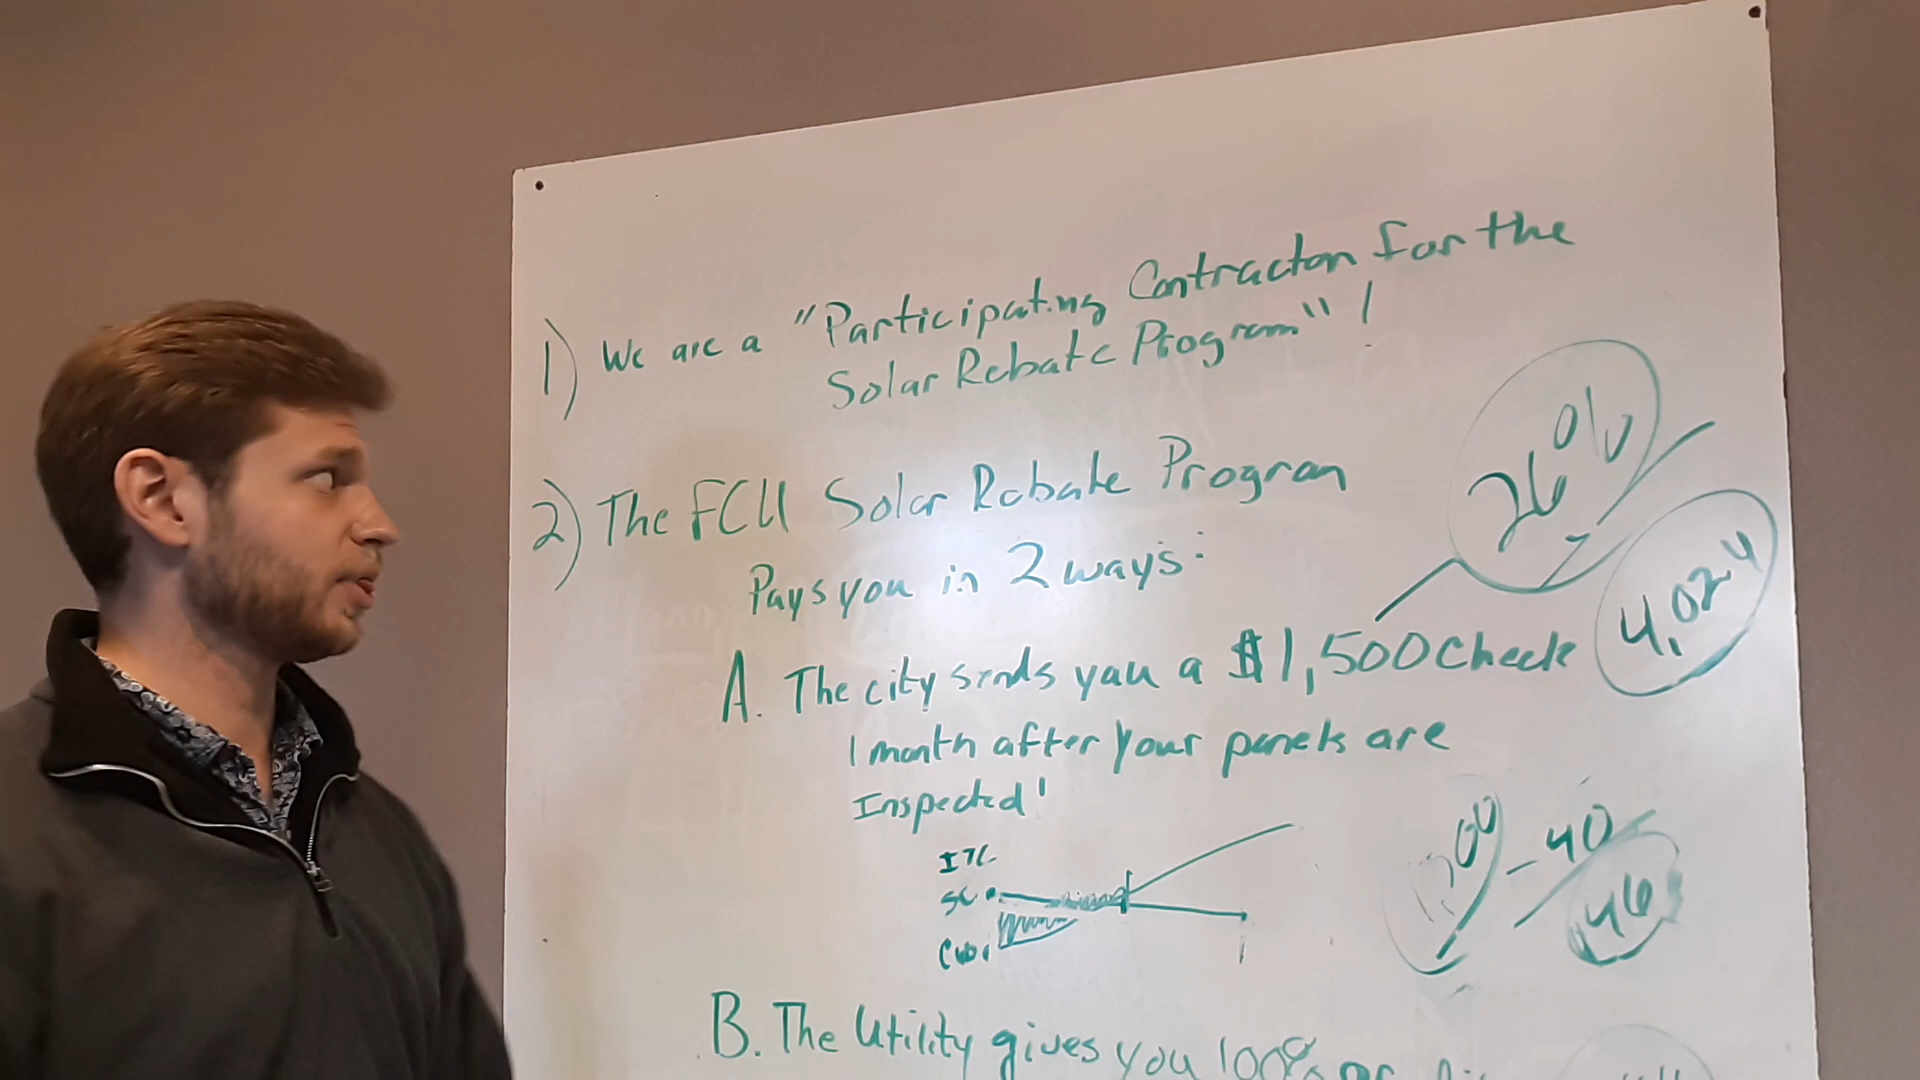 1) We are a "Participating Contractor for the
Solar Rebate Program"!
26%
2) The FCU Solar Rebate Program
Pays you in 2 ways:
4,024
A. The city sends you a $1,500 Check
1 month after your panels are
Inspected!
ITC
- 40
46
B. The Utility gives you 100%